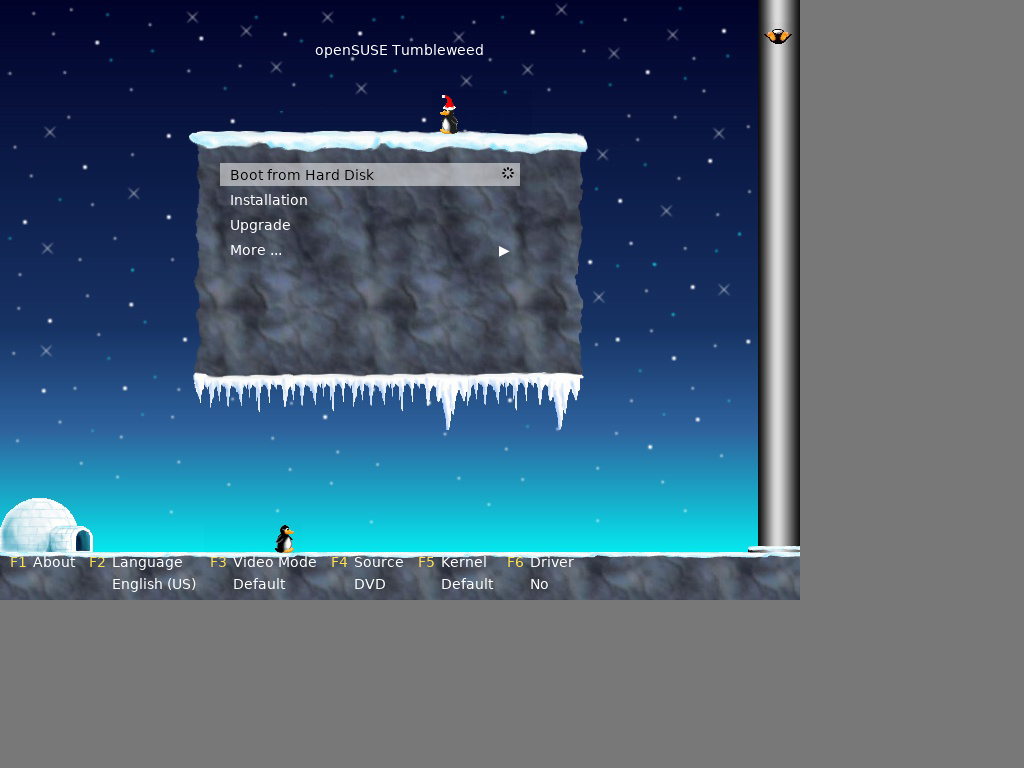 openSUSE Tumbleweed
Boot from Hard Disk
Installation
Upgrade
More ...
F1 About F2 Language F3 Video Mode F4 Source F5 Kernel F6 Driver
English (US) Default DVD Default No